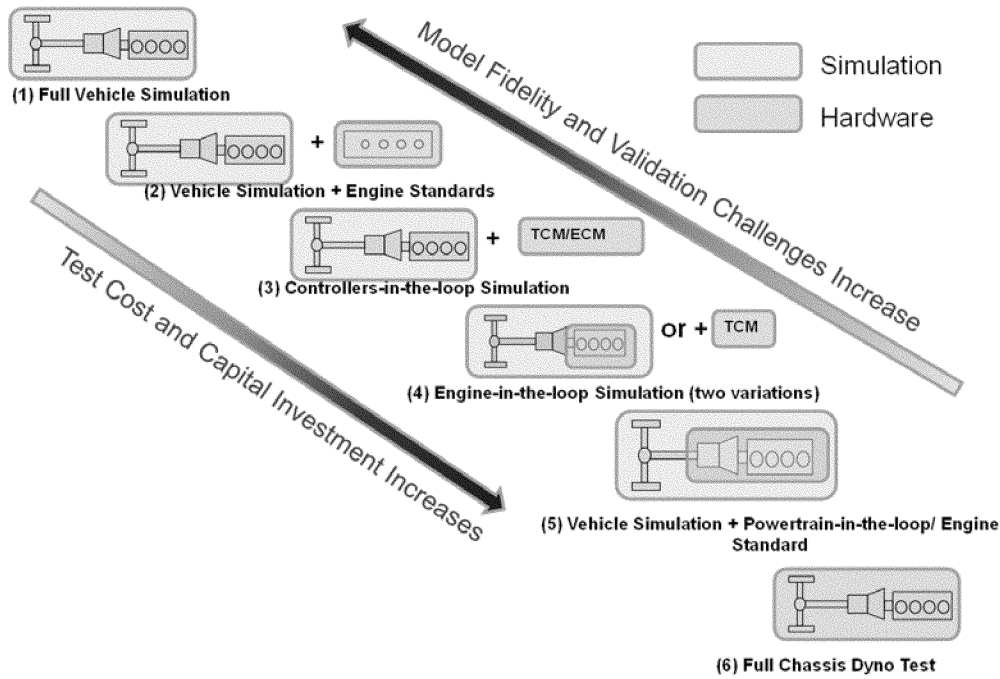 Simulation
Hardware
Model Fidelity and Validation Challenges Increase
Test Cost and Capital Investment Increases
(1) Full Vehicle Simulation
+
(2) Vehicle Simulation + Engine Standards
+
TCM/ECM
(3) Controllers-in-the-loop Simulation
or +
TCM
(4) Engine-in-the-loop Simulation (two variations)
(5) Vehicle Simulation + Powertrain-in-the-loop/ Engine
Standard
(6) Full Chassis Dyno Test